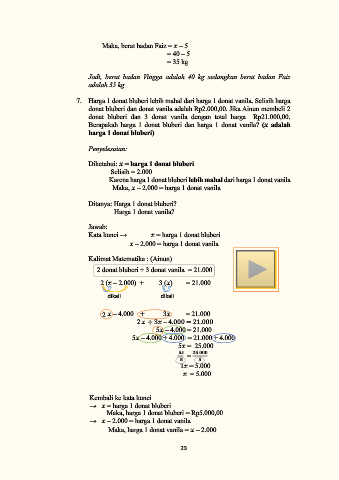 Maka, berat badan Faiz = x – 5
= 40 – 5
= 35 kg
Jadi, berat badan Vingga adalah 40 kg sedangkan berat badan Faiz
adalah 35 kg
7. Harga 1 donat bluberi lebih mahal dari harga 1 donat vanila. Selisih harga
donat bluberi dan donat vanila adalah Rp2.000,00. Jika Ainun membeli 2
donat bluberi dan 3 donat vanila dengan total harga Rp21.000,00.
Berapakah harga 1 donat bluberi dan harga 1 donat vanila? (x adalah
harga 1 donat bluberi)
Penyelesaian:
Diketahui: x = harga 1 donat bluberi
Selisih = 2.000
Karena harga 1 donat bluberi lebih mahal dari harga 1 donat vanila
Maka, x – 2.000 = harga 1 donat vanila
Ditanya: Harga 1 donat bluberi?
Harga 1 donat vanila?
Jawab:
Kata kunci → x = harga 1 donat bluberi
x – 2.000 = harga 1 donat vanila
Kalimat Matematika : (Ainun)
2 donat bluberi + 3 donat vanila = 21.000
2 (x – 2.000) + 3 (x) = 21.000
dikali dikali
2 x – 4.000 + 3x = 21.000
2 x + 3x – 4.000 = 21.000
5x – 4.000 = 21.000
5x – 4.000 + 4.000 = 21.000 + 4.000
5x = 25.000
5x/5 = 25.000/5
1x = 5.000
x = 5.000
Kembali ke kata kunci
→ x = harga 1 donat bluberi
Maka, harga 1 donat bluberi = Rp5.000,00
→ x – 2.000 = harga 1 donat vanila
Maka, harga 1 donat vanila = x – 2.000
23